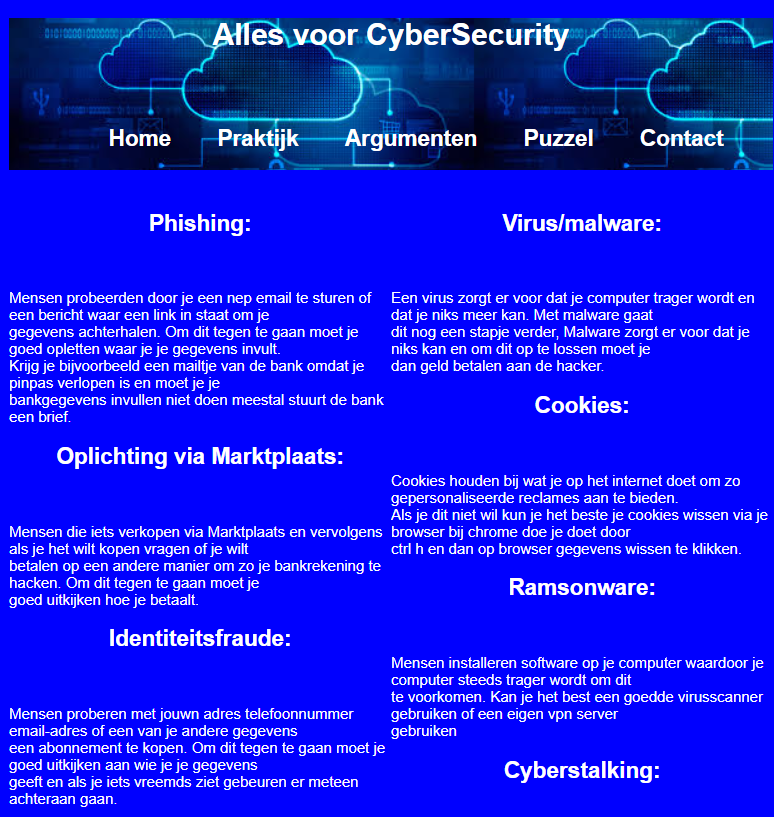 Alles voor CyberSecurity
Home Praktijk Argumenten Puzzel Contact
Phishing:
Mensen probeerden door je een nep email te sturen of
een bericht waar een link in staat om je
gegevens achterhalen. Om dit tegen te gaan moet je
goed opletten waar je je gegevens invult.
Krijg je bijvoorbeeld een mailtje van de bank omdat je
pinpas verlopen is en moet je je
bankgegevens invullen niet doen meestal stuurt de bank
een brief.
Oplichting via Marktplaats:
Mensen die iets verkopen via Marktplaats en vervolgens
als je het wilt kopen vragen of je wilt
betalen op een andere manier om zo je bankrekening te
hacken. Om dit tegen te gaan moet je
goed uitkijken hoe je betaalt.
Identiteitsfraude:
Mensen proberen met jouwn adres telefoonnummer
email-adres of een van je andere gegevens
een abonnement te kopen. Om dit tegen te gaan moet je
goed uitkijken aan wie je je gegevens
geeft en als je iets vreemds ziet gebeuren er meteen
achteraan gaan.
Virus/malware:
Een virus zorgt er voor dat je computer trager wordt en
dat je niks meer kan. Met malware gaat
dit nog een stapje verder, Malware zorgt er voor dat je
niks kan en om dit op te lossen moet je
dan geld betalen aan de hacker.
Cookies:
Cookies houden bij wat je op het internet doet om zo
gepersonaliseerde reclames aan te bieden.
Als je dit niet wil kun je het beste je cookies wissen via je
browser bij chrome doe je doet door
ctrl h en dan op browser gegevens wissen te klikken.
Ramsonware:
Mensen installeren software op je computer waardoor je
computer steeds trager wordt om dit
te voorkomen. Kan je het best een goedde virusscanner
gebruiken of een eigen vpn server
gebruiken
Cyberstalking: